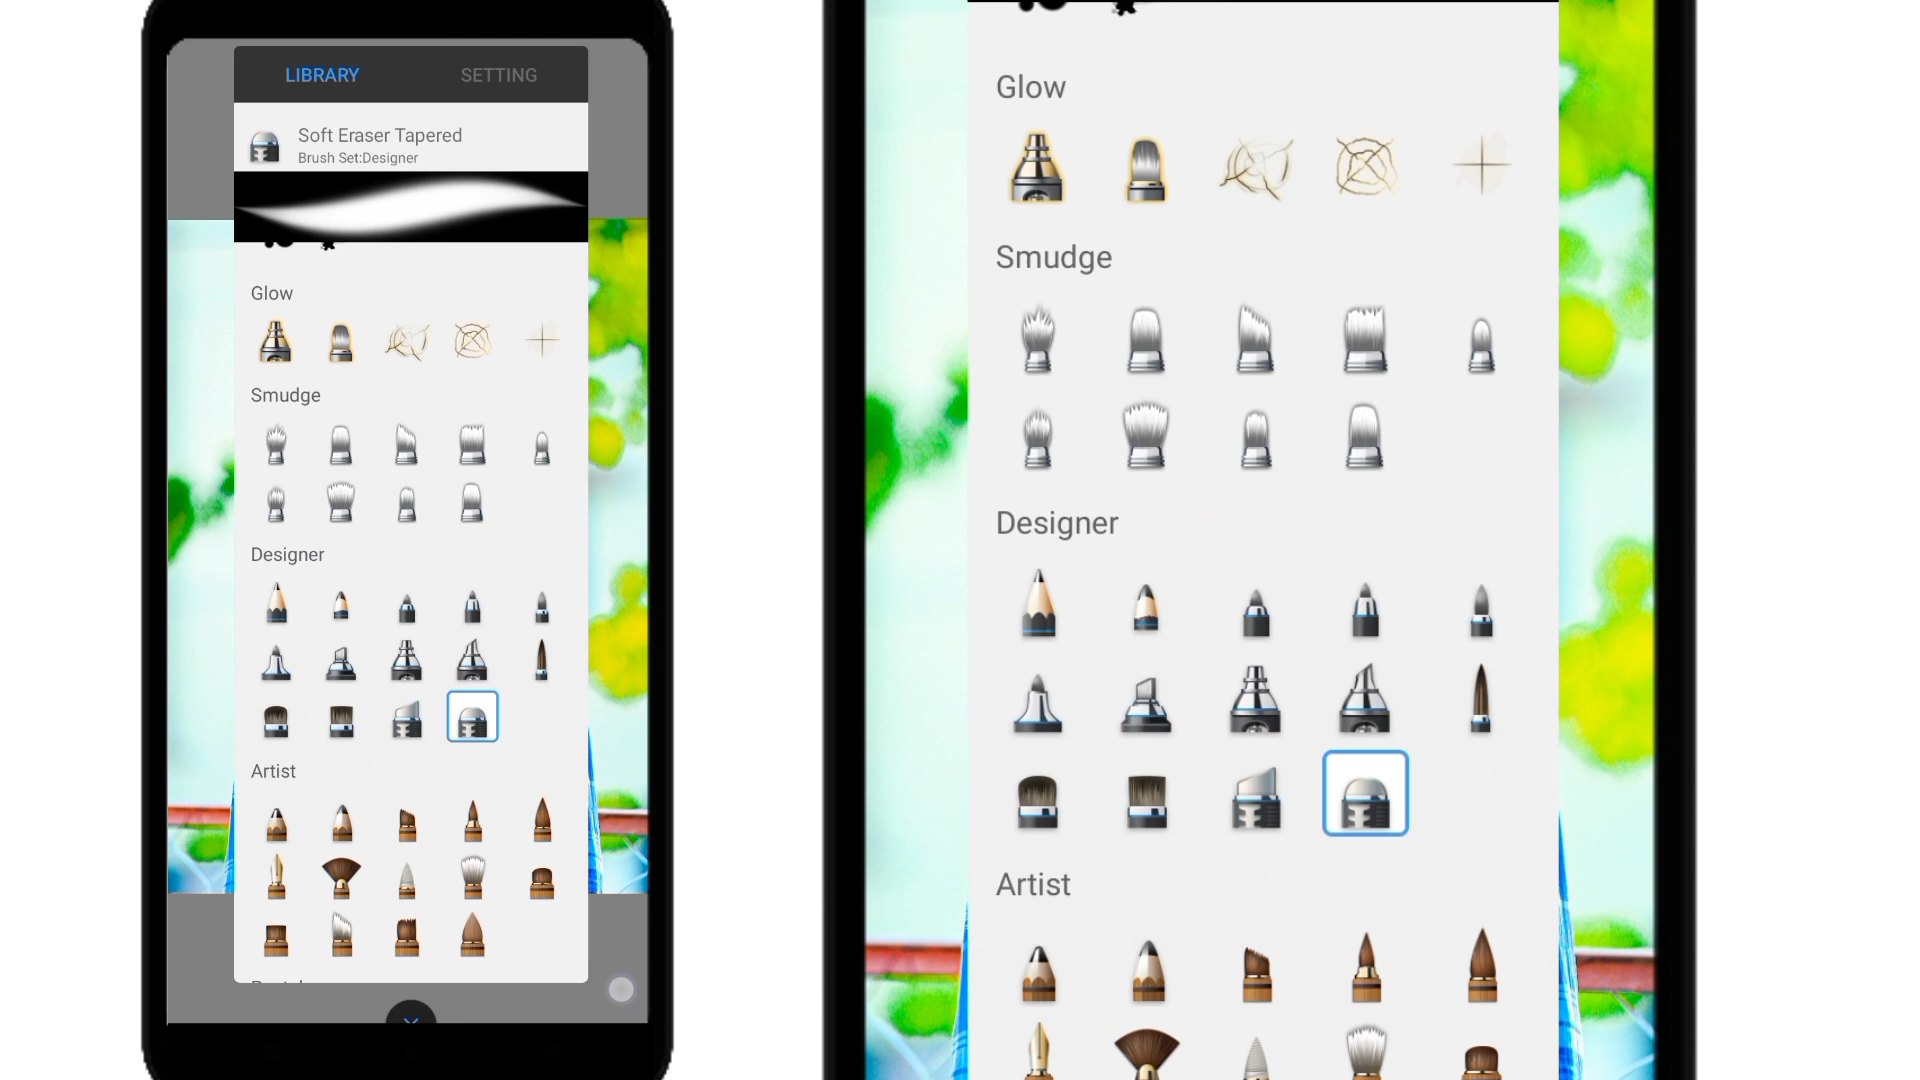 LIBRARY SETTING
Soft Eraser Tapered
Brush Set:Designer
Glow
Smudge
Designer
Artist
Glow
Smudge
Designer
Artist